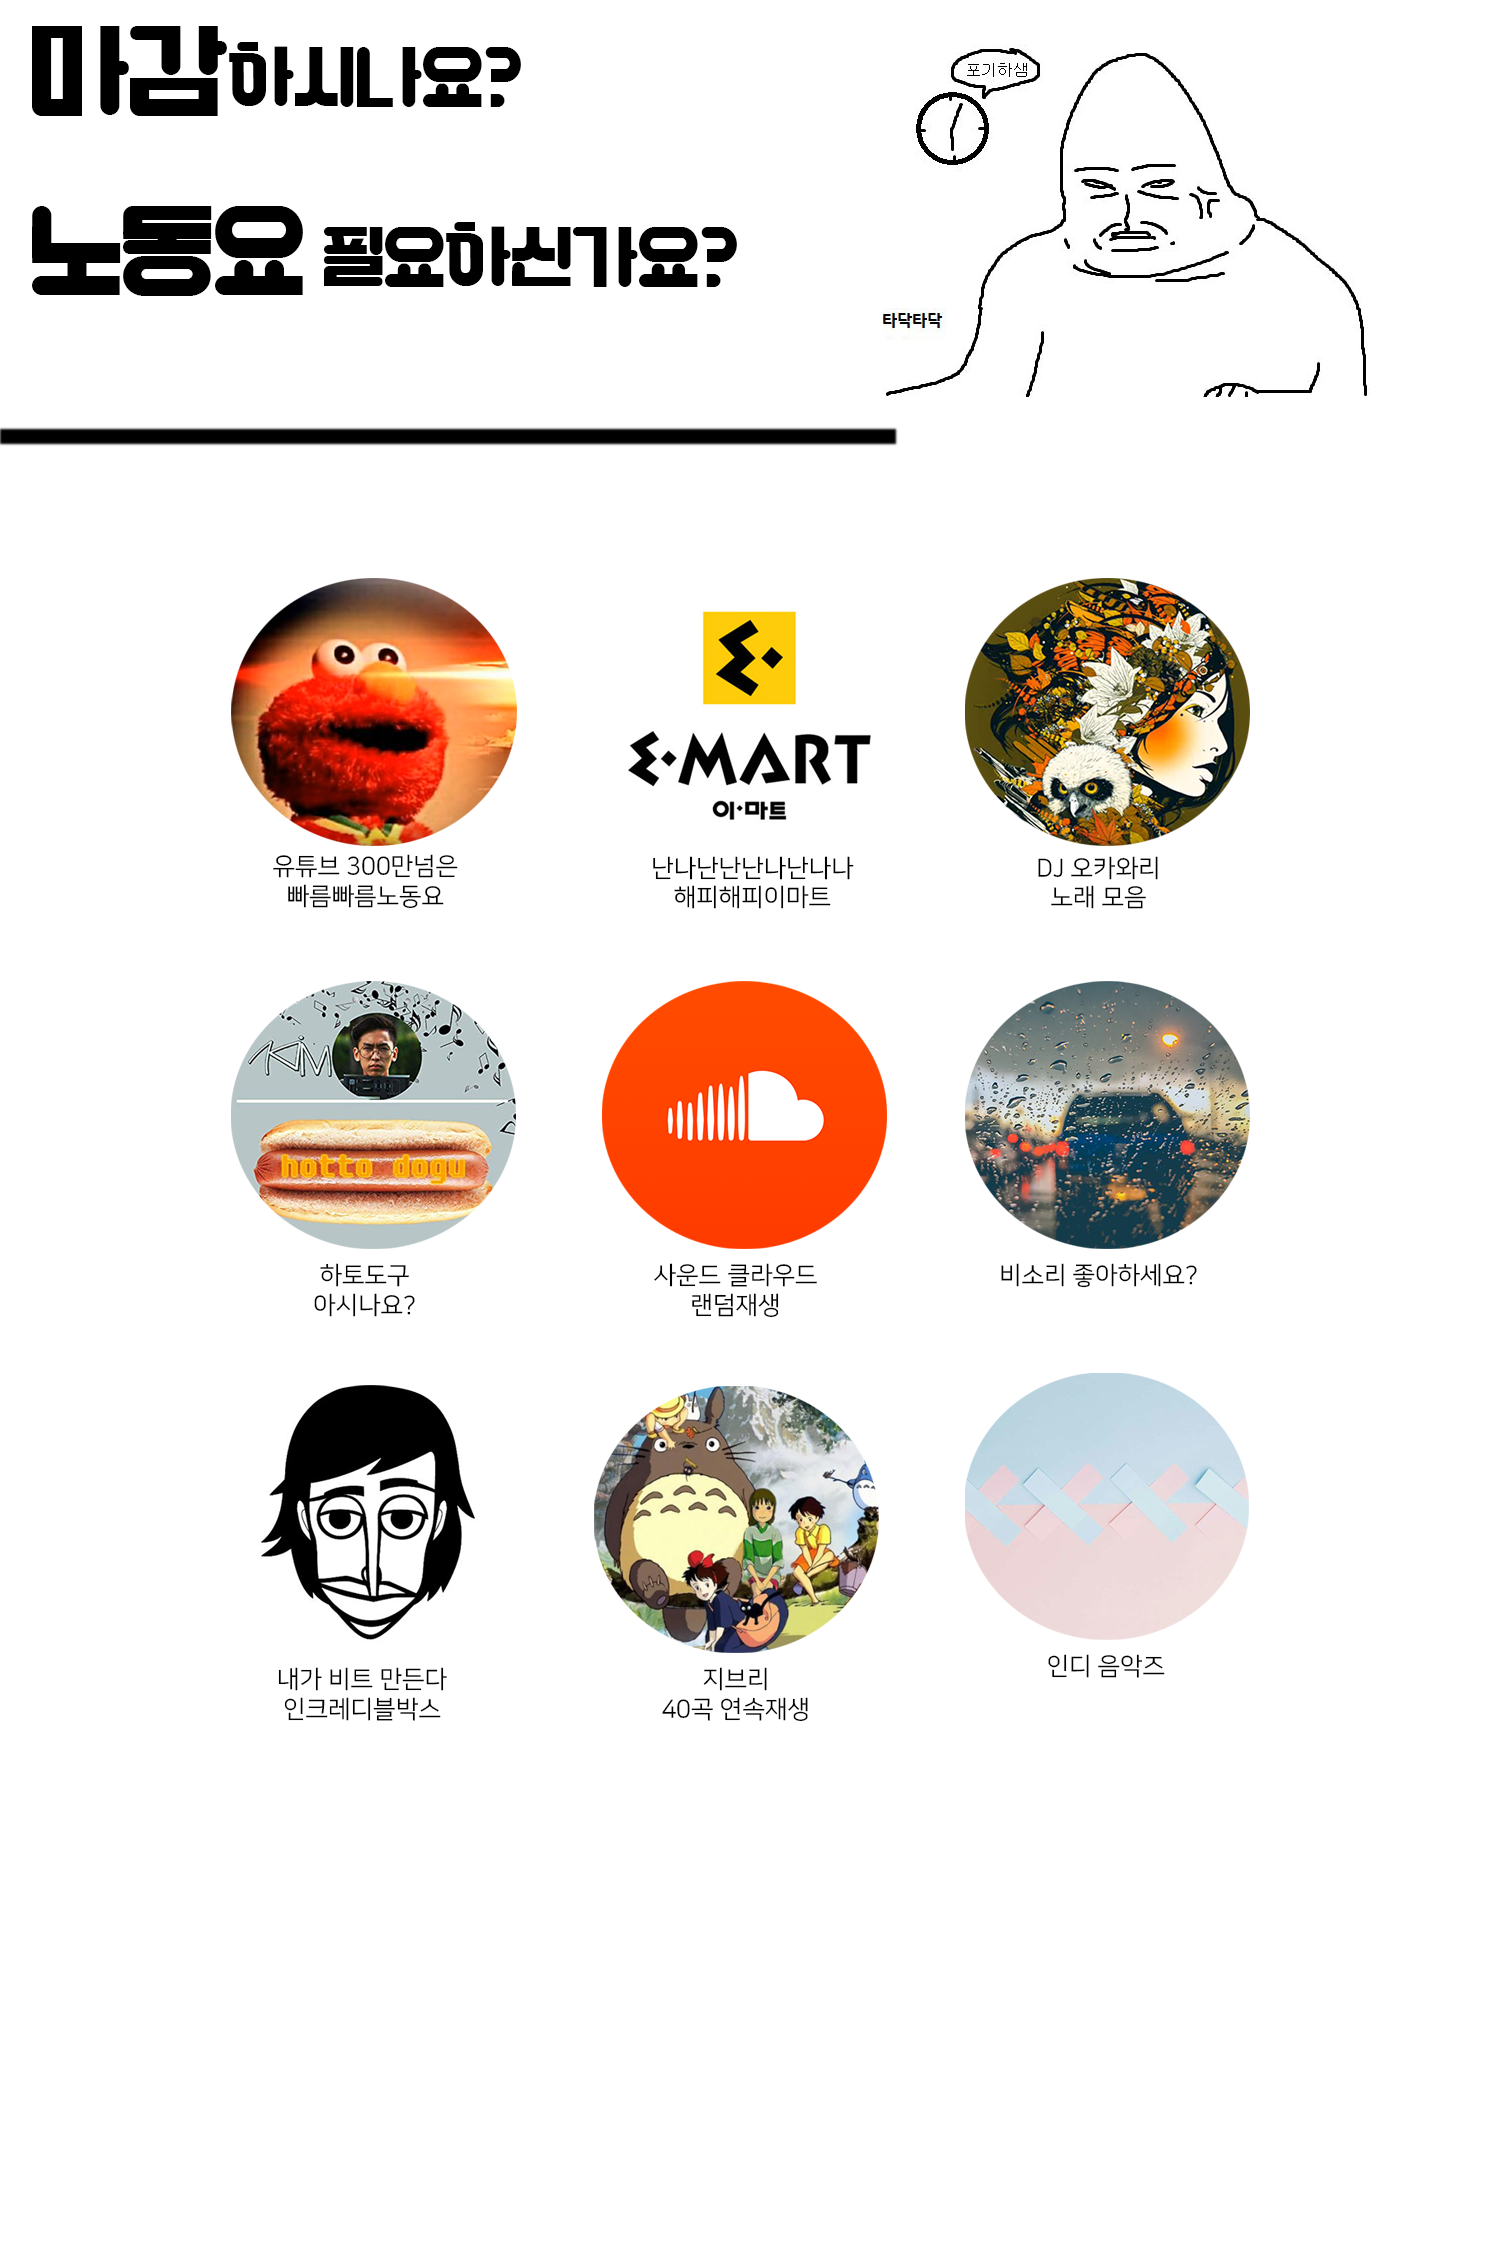 마감하시나요?
포기하샘
노동요 필요하신가요?
타닥타닥
E·MART
이·마트
유튜브 300만넘은
빠름빠름노동요
난나난난난나난나나
해피해피이마트
DJ 오카와리
노래 모음
KIM
hotto dogu
하토도구
아시나요?
사운드 클라우드
랜덤재생
비소리 좋아하세요?
내가 비트 만든다
인크레디블박스
지브리
40곡 연속재생
인디 음악즈